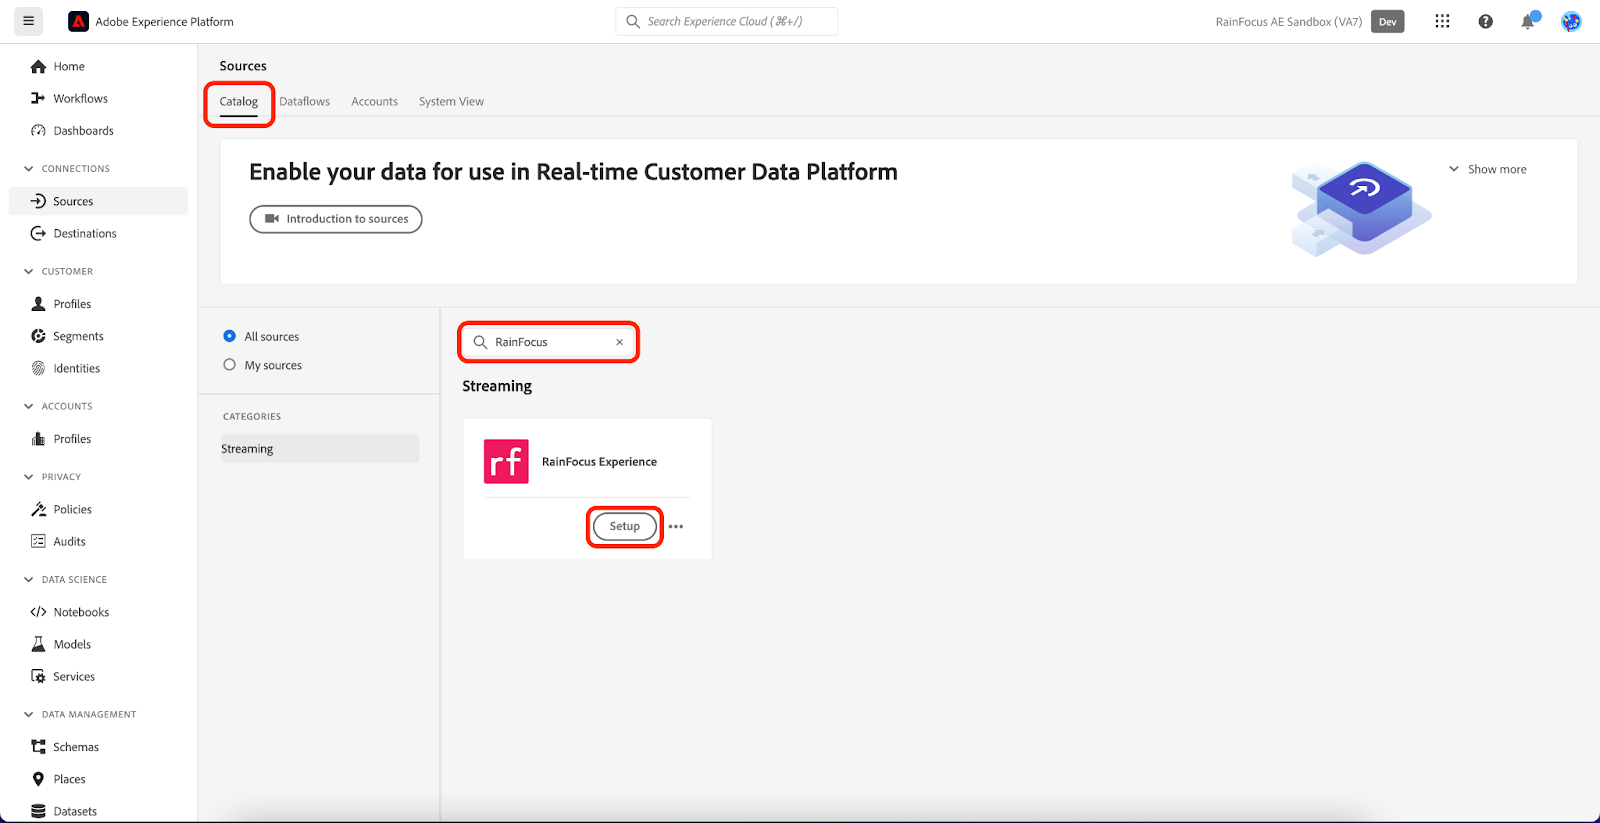 Adobe Experience Platform
Search Experience Cloud (⌘+/)
RainFocus AE Sandbox (VA7) Dev
Home
Workflows
Dashboards
CONNECTIONS
Sources
Destinations
CUSTOMER
Profiles
Segments
Identities
ACCOUNTS
Profiles
PRIVACY
Policies
Audits
DATA SCIENCE
Notebooks
Models
Services
DATA MANAGEMENT
Schemas
Places
Datasets
Sources
Catalog Dataflows Accounts System View
Enable your data for use in Real-time Customer Data Platform
Show more
Introduction to sources
All sources
My sources
CATEGORIES
Streaming
RainFocus
Streaming
rf RainFocus Experience
Setup